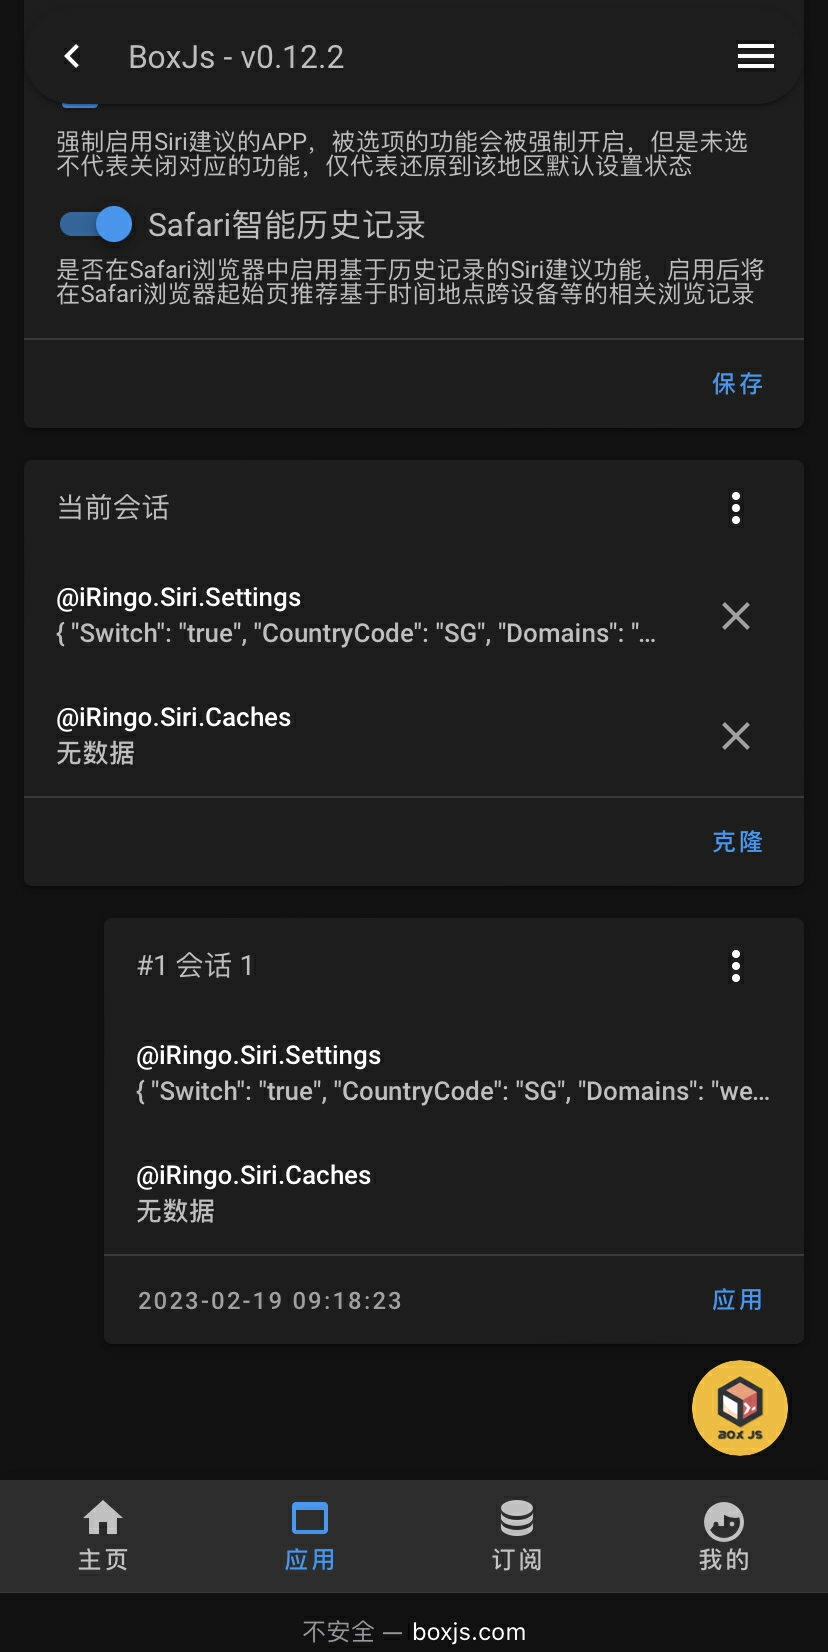 BoxJs - v0.12.2
强制启用Siri建议的APP，被选项的功能会被强制开启，但是未选
不代表关闭对应的功能，仅代表还原到该地区默认设置状态
Safari智能历史记录
是否在Safari浏览器中启用基于历史记录的Siri建议功能，启用后将
在Safari浏览器起始页推荐基于时间地点跨设备等的相关浏览记录
保存
当前会话
@iRingo.Siri.Settings
{ "Switch": "true", "CountryCode": "SG", "Domains": "...
@iRingo.Siri.Caches
无数据
克隆
#1 会话 1
@iRingo.Siri.Settings
{ "Switch": "true", "CountryCode": "SG", "Domains": "we...
@iRingo.Siri.Caches
无数据
2023-02-19 09:18:23
应用
BOX JS
主页
应用
订阅
我的
不安全 — boxjs.com